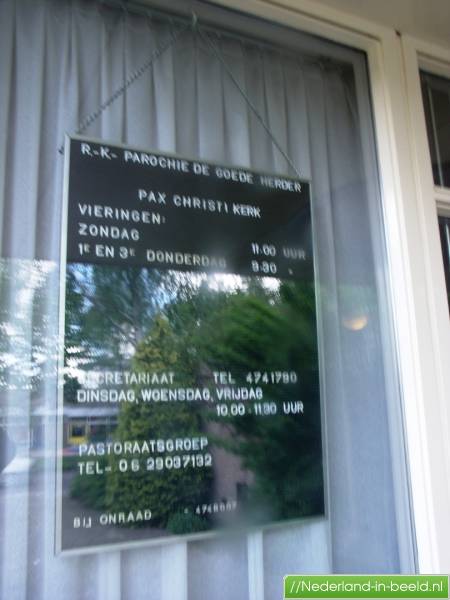 R.-K.- PAROCHIE DE GOEDE HERDER
PAX CHRISTI KERK
VIERINGEN:
ZONDAG 11.00 UUR
1E EN 3E DONDERDAG 9.30 "
SECRETARIAAT TEL 4741790
DINSDAG, WOENSDAG, VRIJDAG
10.00-11.30 UUR
PASTORAATSGROEP
TEL- 06 29037132
BIJ ONRAAD
//Nederland-in-beeld.nl